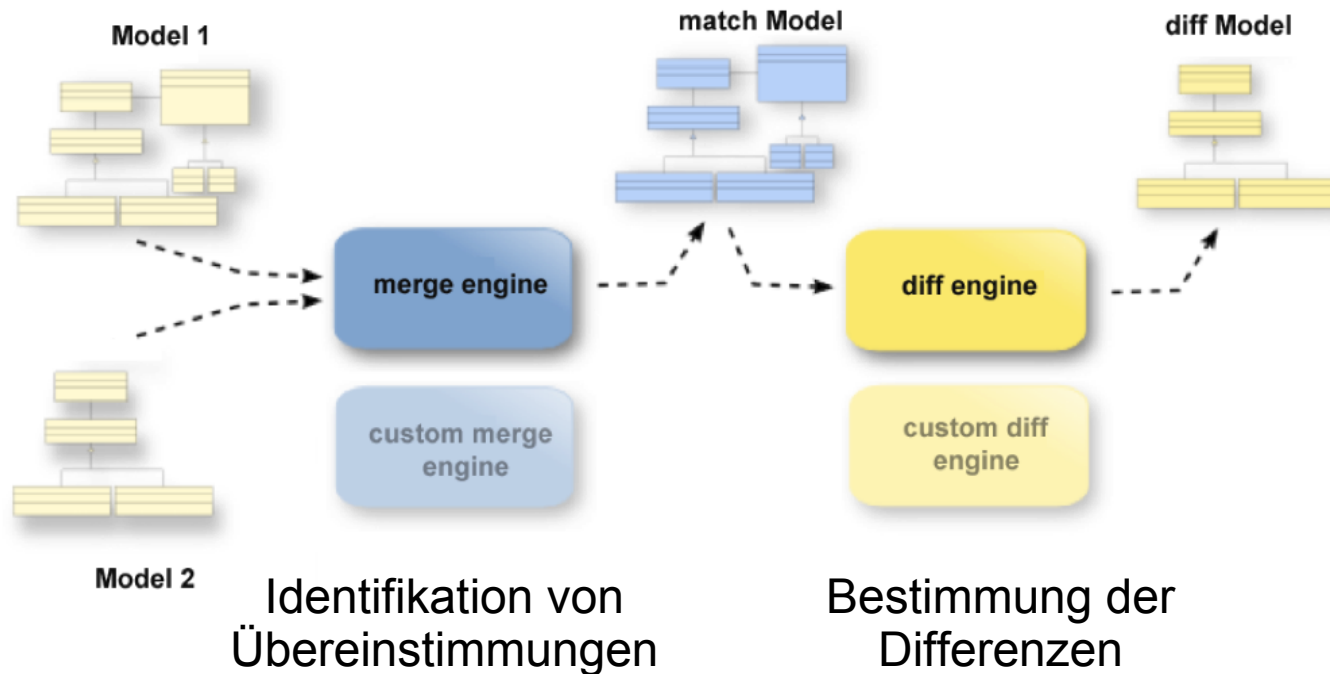 Model 1
match Model
diff Model
merge engine
diff engine
custom merge
engine
custom diff
engine
Model 2
Identifikation von
Übereinstimmungen
Bestimmung der
Differenzen